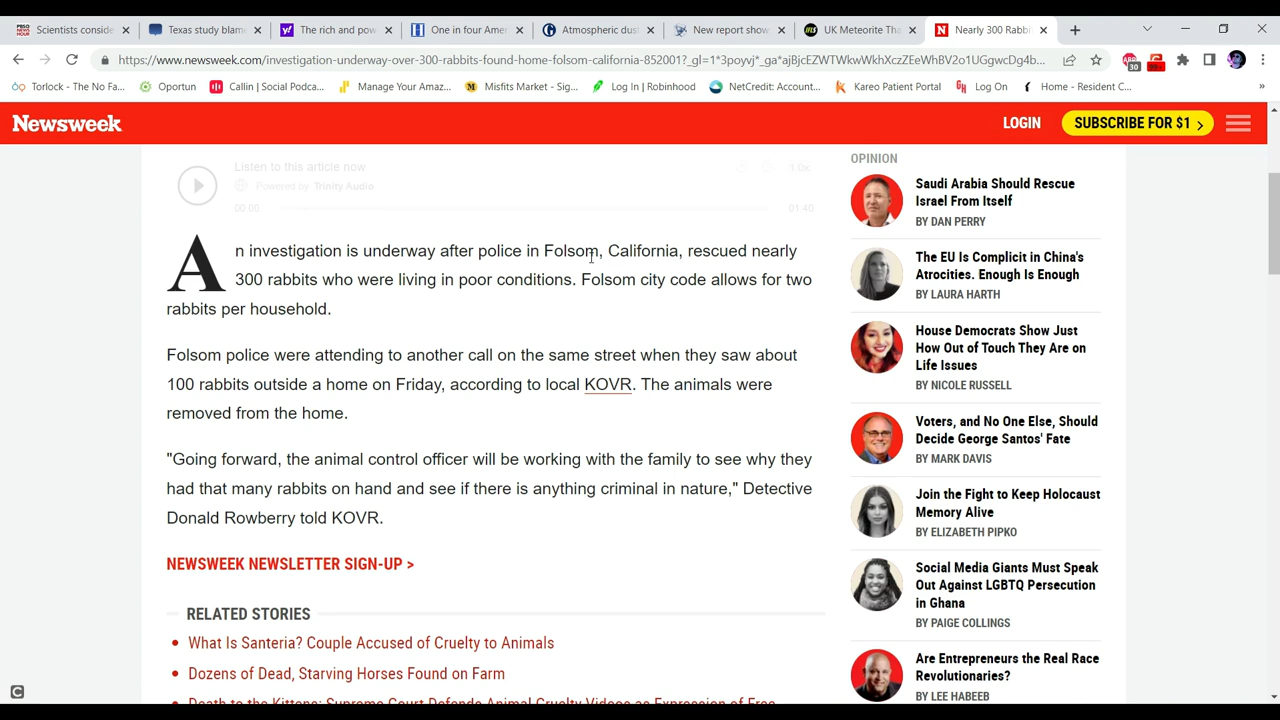 Scientists conside
Texas study blam
The rich and pow
One in four Ame
Atmospheric dus
New report show
UK Meteorite Tha
Nearly 300 Rabbi
https://www.newsweek.com/investigation-underway-over-300-rabbits-found-home-folsom-california-852001?_gl=1*3poyvj*_ga*ajBjcEZWTWkwWkhxczZEeWhBV2o1UGgwcDg4b...
30
99+
Torlock - The No Fa...
Oportun
Callin | Social Podca...
Manage Your Amaz...
Misfits Market - Sig...
Log In | Robinhood
NetCredit: Account...
Kareo Patient Portal
Log On
Home - Resident C...
»
Newsweek
LOGIN
SUBSCRIBE FOR $1 >
Listen to this article now
Powered by Trinity Audio
1.0x
00:00
01:40
An investigation is underway after police in Folsom, California, rescued nearly
300 rabbits who were living in poor conditions. Folsom city code allows for two
rabbits per household.
Folsom police were attending to another call on the same street when they saw about
100 rabbits outside a home on Friday, according to local KOVR. The animals were
removed from the home.
"Going forward, the animal control officer will be working with the family to see why they
had that many rabbits on hand and see if there is anything criminal in nature," Detective
Donald Rowberry told KOVR.
NEWSWEEK NEWSLETTER SIGN-UP >
RELATED STORIES
What Is Santeria? Couple Accused of Cruelty to Animals
Dozens of Dead, Starving Horses Found on Farm
Death to the Kittens: Supreme Court Defends Animal Cruelty Videos as Expression of Free
OPINION
Saudi Arabia Should Rescue
Israel From Itself
BY DAN PERRY
The EU Is Complicit in China's
Atrocities. Enough Is Enough
BY LAURA HARTH
House Democrats Show Just
How Out of Touch They Are on
Life Issues
BY NICOLE RUSSELL
Voters, and No One Else, Should
Decide George Santos' Fate
BY MARK DAVIS
Join the Fight to Keep Holocaust
Memory Alive
BY ELIZABETH PIPKO
Social Media Giants Must Speak
Out Against LGBTQ Persecution
in Ghana
BY PAIGE COLLINGS
Are Entrepreneurs the Real Race
Revolutionaries?
BY LEE HABEEB